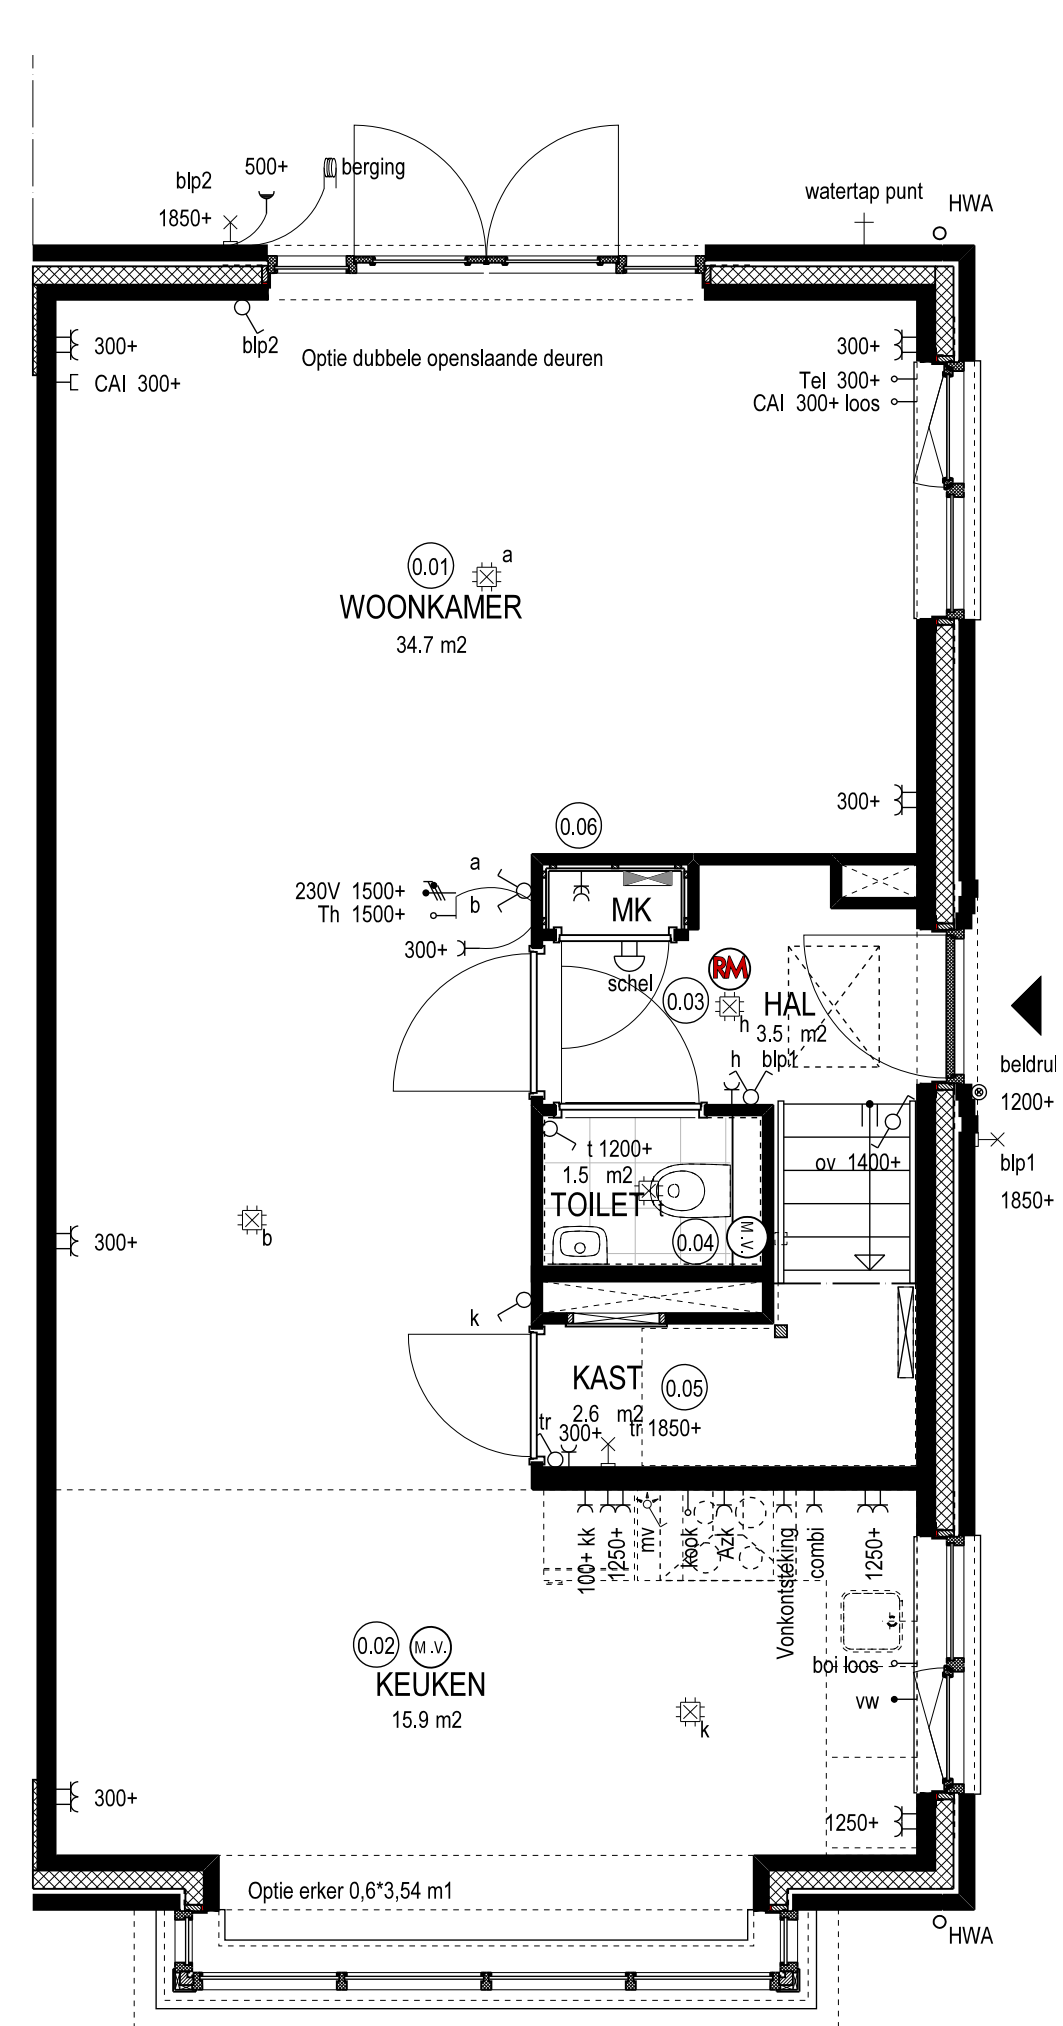 blp2
500+
berging
1850+
watertap punt
HWA
300+
blp2
CAI 300+
Optie dubbele openslaande deuren
300+
Tel 300+
CAI 300+ loos
0.01
a
WOONKAMER
34.7 m2
300+
0.06
a
b
230V 1500+
Th 1500+
300+
MK
schel
RM
0.03
h
HAL
3.5 m2
h
blp1
beldruk
1200+
blp1
1850+
ov 1400+
t 1200+
1.5 m2
TOILET
t
0.04
M.V.
300+
b
k
KAST
0.05
2.6 m2
tr
300+
tr 1850+
100+ kk
1250+
mv
kook
Azk
Vonkontsteking
combi
1250+
0.02
M.V.
KEUKEN
15.9 m2
k
boi loos
vw
300+
1250+
Optie erker 0,6*3,54 m1
HWA